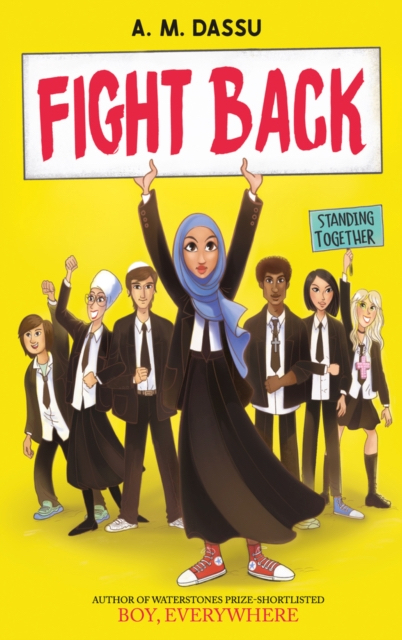 A. M. DASSU
FIGHT BACK
STANDING
TOGETHER
AUTHOR OF WATERSTONES PRIZE-SHORTLISTED
BOY, EVERYWHERE